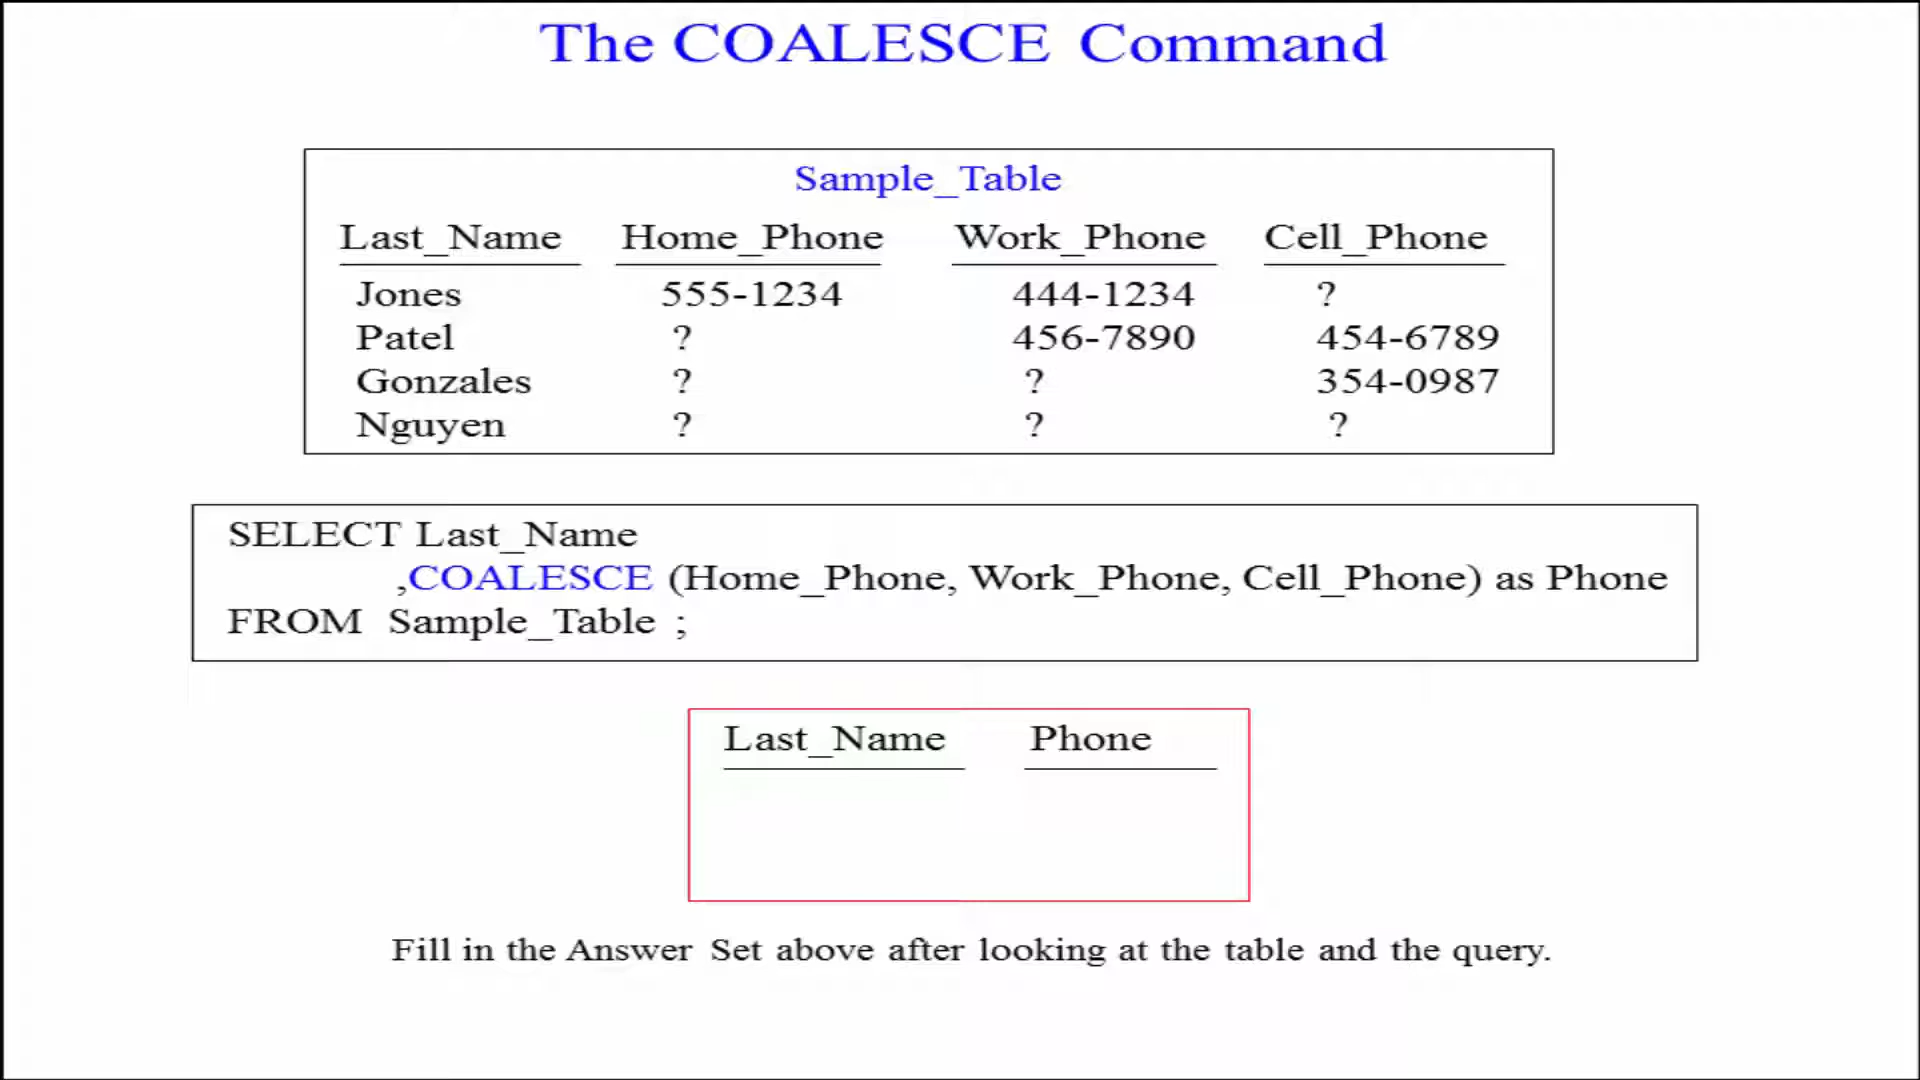 The COALESCE Command
Sample_Table
Last_Name Home_Phone Work_Phone Cell_Phone
Jones 555-1234 444-1234 ?
Patel ? 456-7890 454-6789
Gonzales ? ? 354-0987
Nguyen ? ? ?
SELECT Last_Name
,COALESCE (Home_Phone, Work_Phone, Cell_Phone) as Phone
FROM Sample_Table ;
Last_Name Phone
Fill in the Answer Set above after looking at the table and the query.